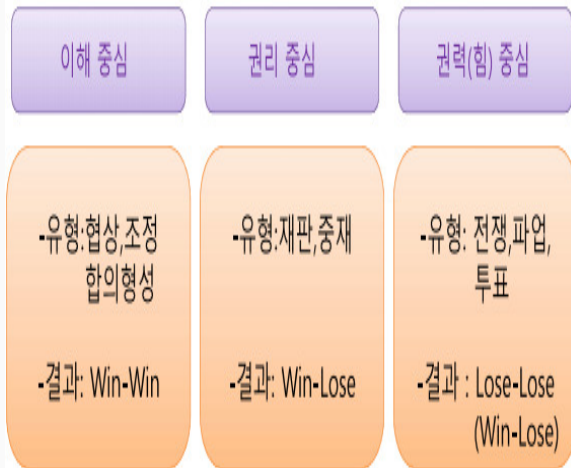 이해 중심
권리 중심
권력(힘) 중심
-유형:협상,조정
합의형성
-결과: Win-Win
-유형:재판,중재
-결과: Win-Lose
-유형: 전쟁,파업,
투표
-결과 : Lose-Lose
(Win-Lose)